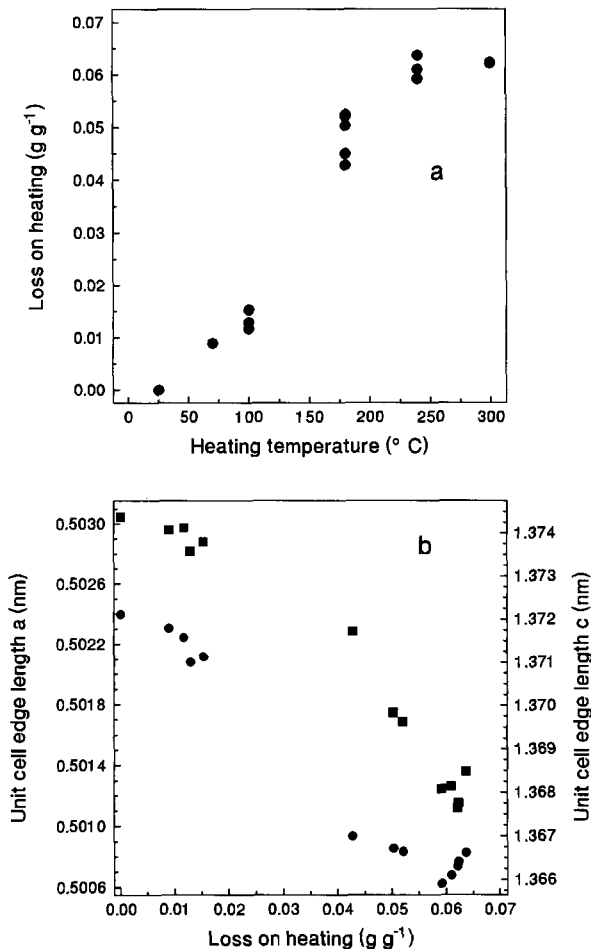 0.07
0.06
0.05
0.04
0.03
0.02
0.01
0.00
Loss on heating (g g⁻¹)
a
0 50 100 150 200 250 300
Heating temperature (° C)
0.5030
0.5026
0.5022
0.5018
0.5014
0.5010
0.5006
Unit cell edge length a (nm)
b
1.374
1.373
1.372
1.371
1.370
1.369
1.368
1.367
1.366
Unit cell edge length c (nm)
0.00 0.01 0.02 0.03 0.04 0.05 0.06 0.07
Loss on heating (g g⁻¹)